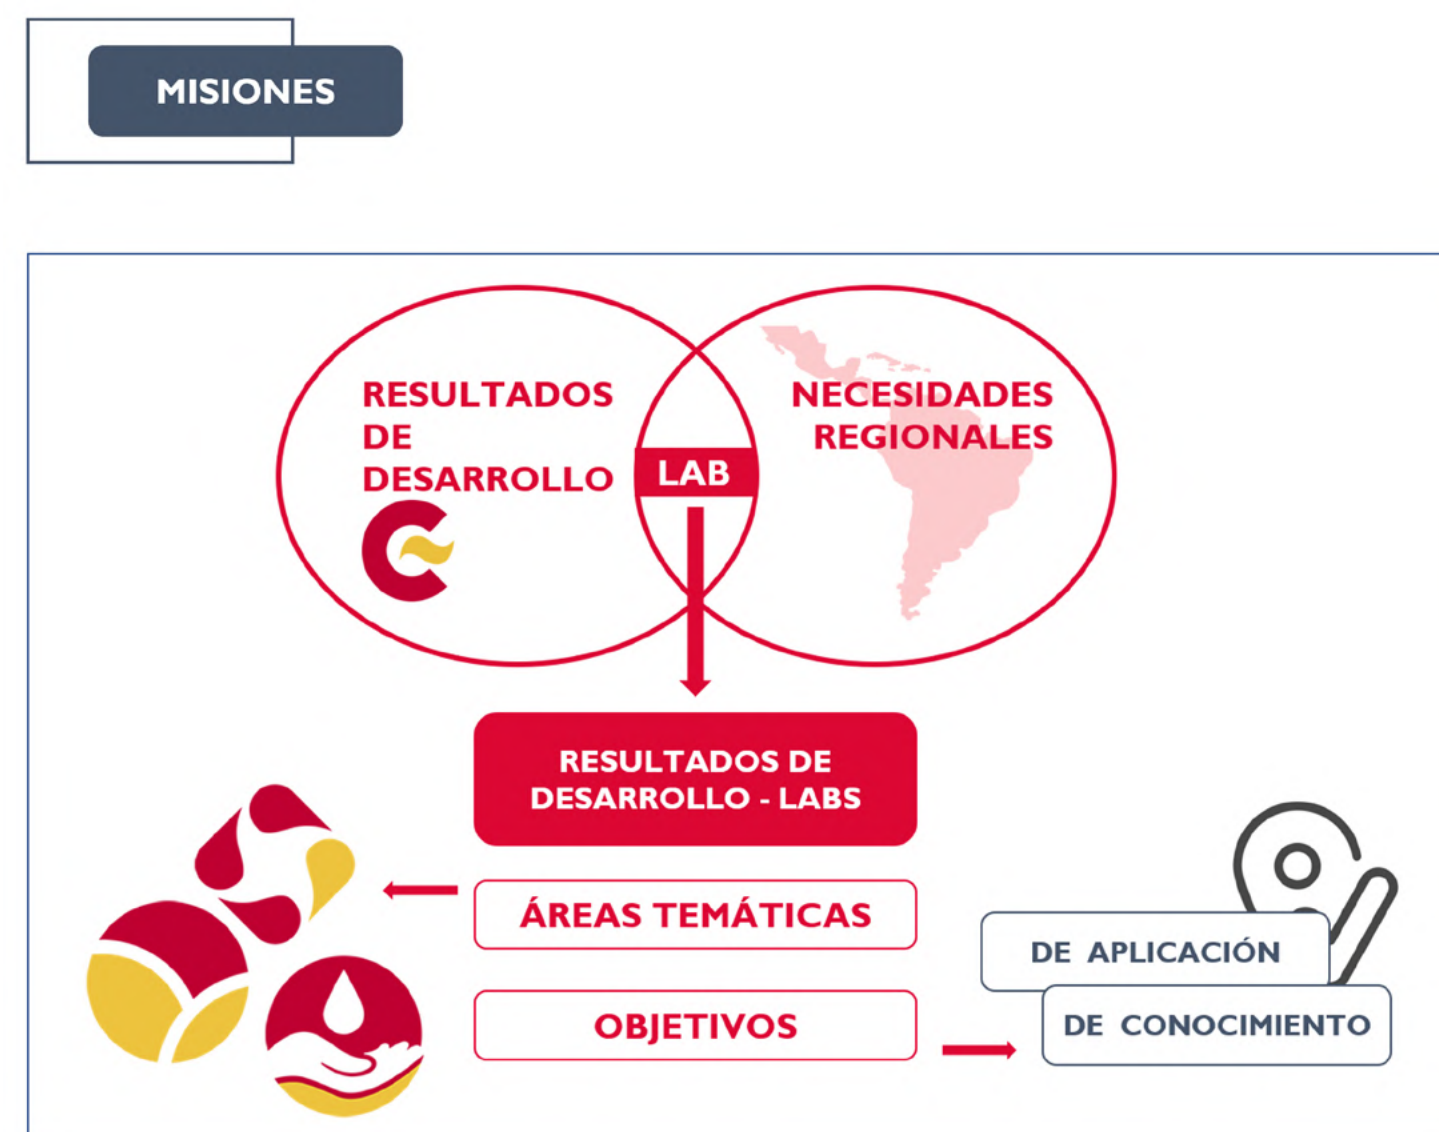 MISIONES
RESULTADOS
DE
DESARROLLO
NECESIDADES
REGIONALES
LAB
RESULTADOS DE
DESARROLLO - LABS
ÁREAS TEMÁTICAS
OBJETIVOS
DE APLICACIÓN
DE CONOCIMIENTO